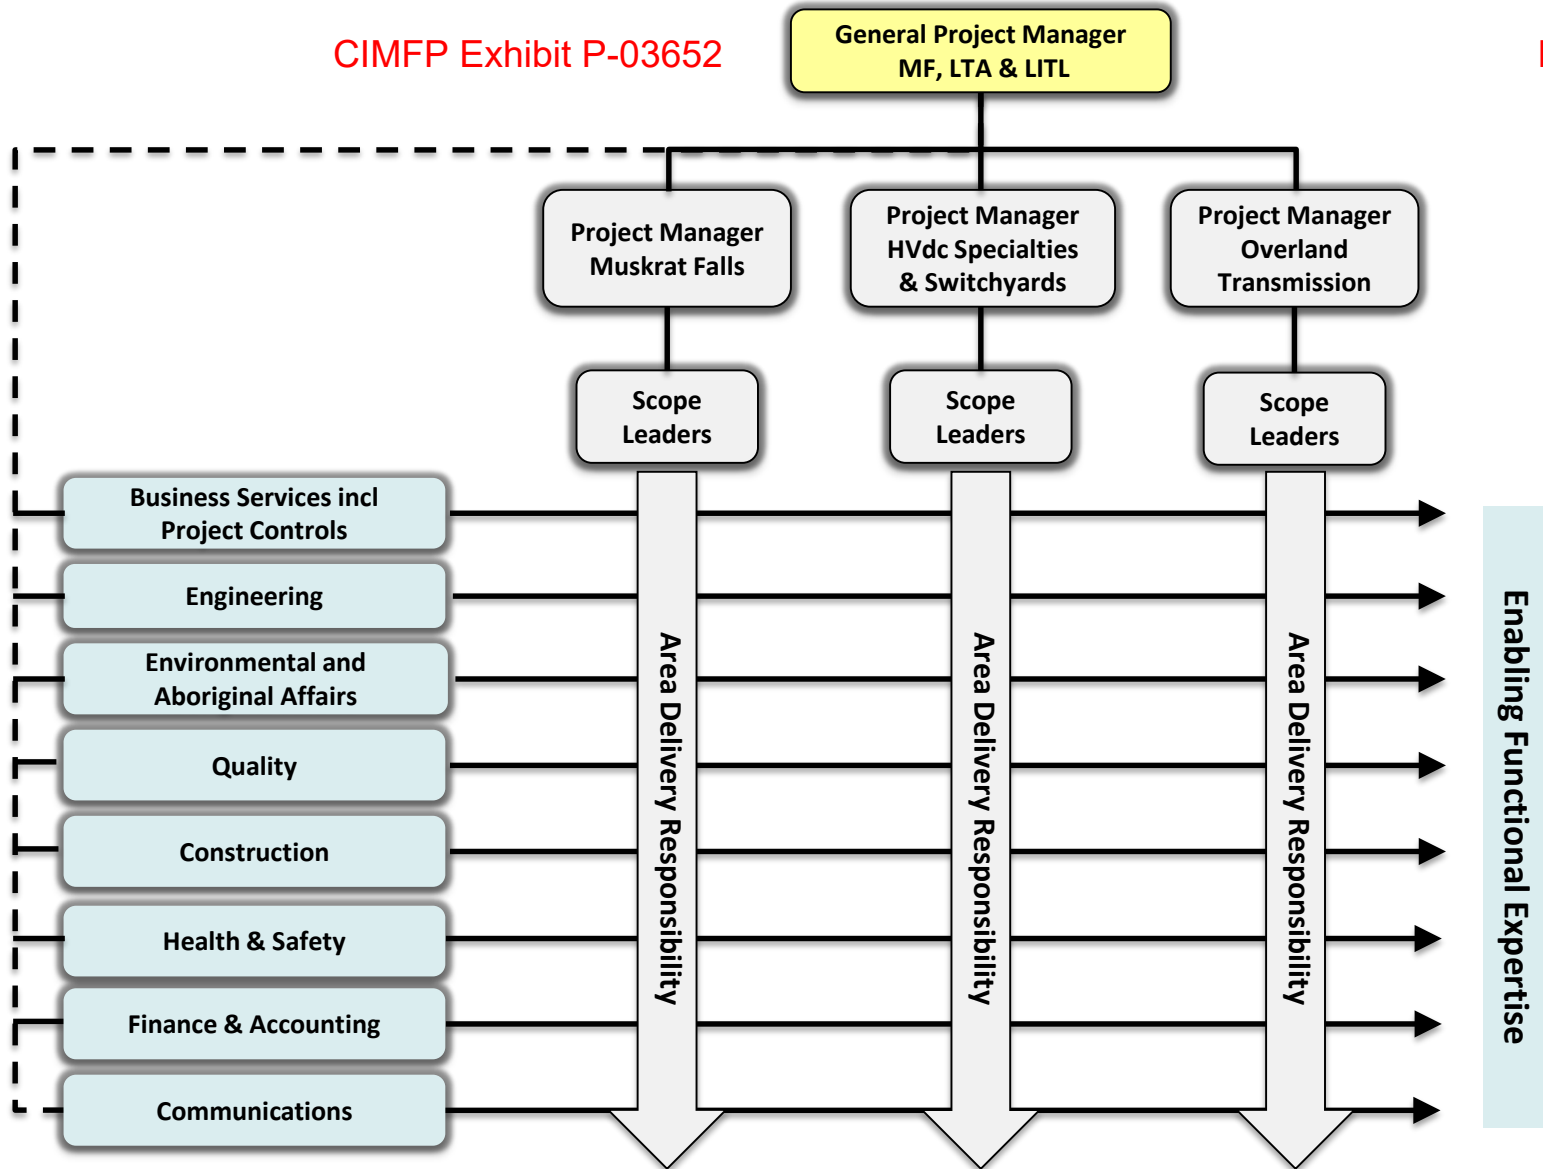 CIMFP Exhibit P-03652
General Project Manager
MF, LTA & LITL
Project Manager
Muskrat Falls
Project Manager
HVdc Specialties
& Switchyards
Project Manager
Overland
Transmission
Scope
Leaders
Scope
Leaders
Scope
Leaders
Business Services incl
Project Controls
Engineering
Environmental and
Aboriginal Affairs
Quality
Construction
Health & Safety
Finance & Accounting
Communications
Area Delivery Responsibility
Area Delivery Responsibility
Area Delivery Responsibility
Enabling Functional Expertise